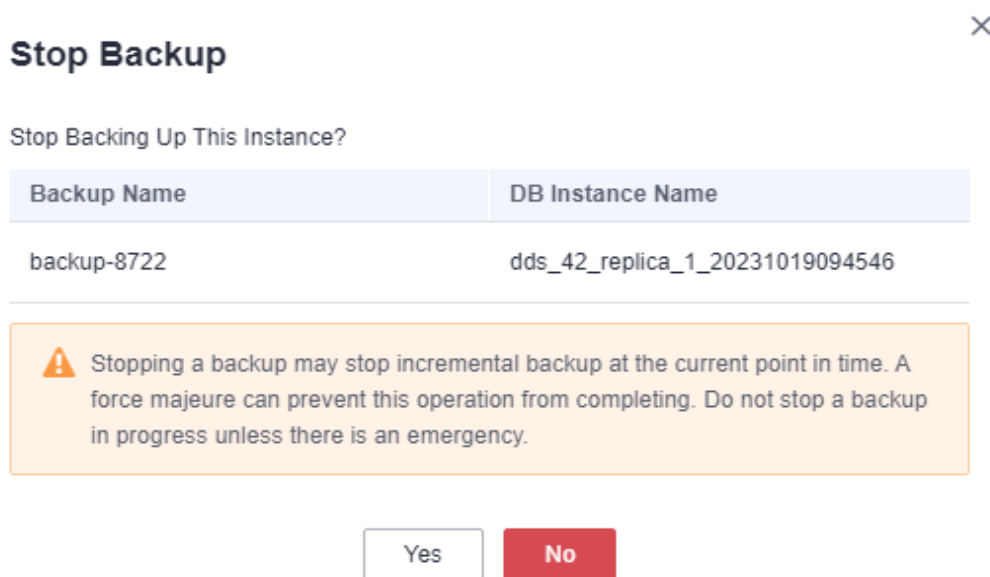 Stop Backup
Stop Backing Up This Instance?
Backup Name DB Instance Name
backup-8722 dds_42_replica_1_20231019094546
Stopping a backup may stop incremental backup at the current point in time. A
force majeure can prevent this operation from completing. Do not stop a backup
in progress unless there is an emergency.
Yes No